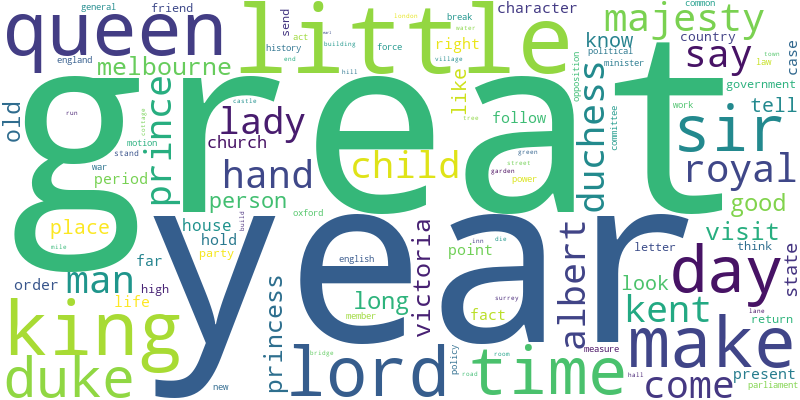 general
friend
send
break
london
water
character
common
queen
little
majesty
england
history
act
building
force
right
know
country
political
case
melbourne
end
hill
village
met
opposition
minister
say
town
law
old
prince
castle
great
like
tree
follow
duchess
government
tell
run
cottage
lady
work
sir
motion
stand
church
committee
war
hand
child
green
street
garden
power
royal
period
person
good
place
mile
house
hold
build
oxford
year
victoria
point
albert
visit
man
far
party
english
inn
die
letter
think
day
state
order
high
life
princess
long
fact
surrey
look
kent
return
king
member
lane
make
duke
new
lord
bridge
policy
road
room
time
measure
hall
come
present
parliament